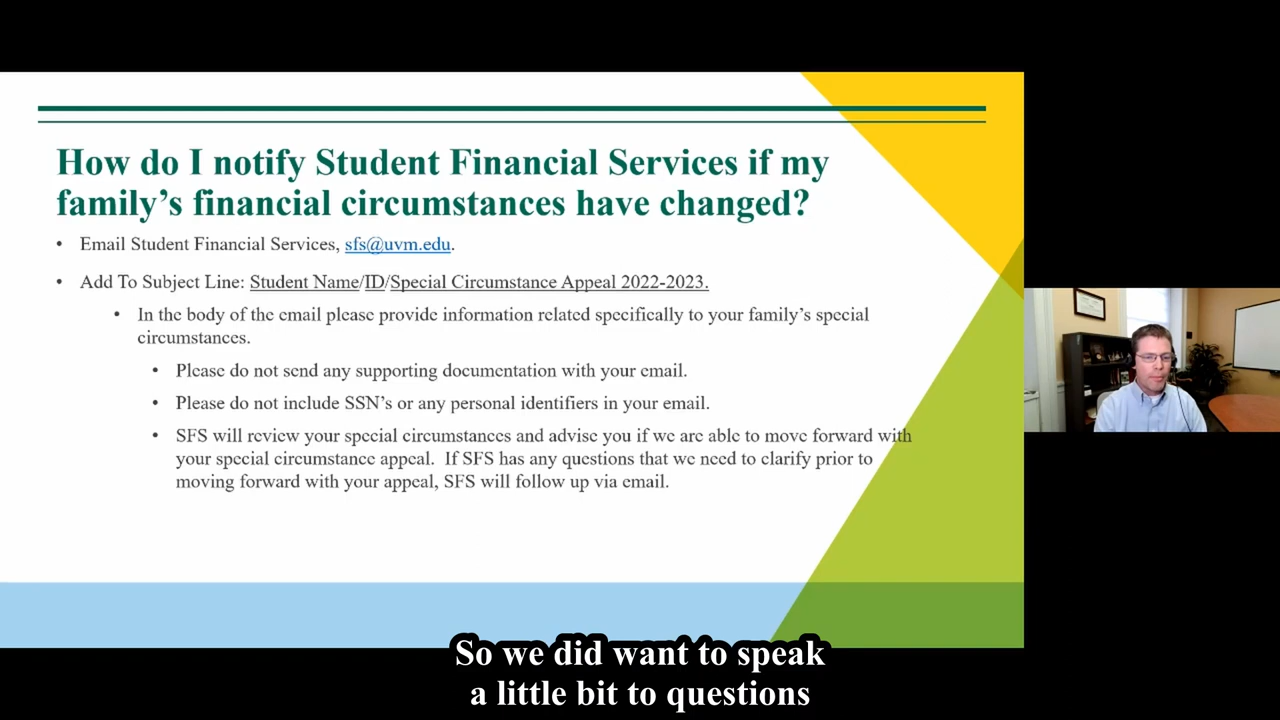 How do I notify Student Financial Services if my
family’s financial circumstances have changed?
• Email Student Financial Services, sfs@uvm.edu.
• Add To Subject Line: Student Name/ID/Special Circumstance Appeal 2022-2023.
• In the body of the email please provide information related specifically to your family’s special
circumstances.
• Please do not send any supporting documentation with your email.
• Please do not include SSN’s or any personal identifiers in your email.
• SFS will review your special circumstances and advise you if we are able to move forward with
your special circumstance appeal. If SFS has any questions that we need to clarify prior to
moving forward with your appeal, SFS will follow up via email.
So we did want to speak
a little bit to questions